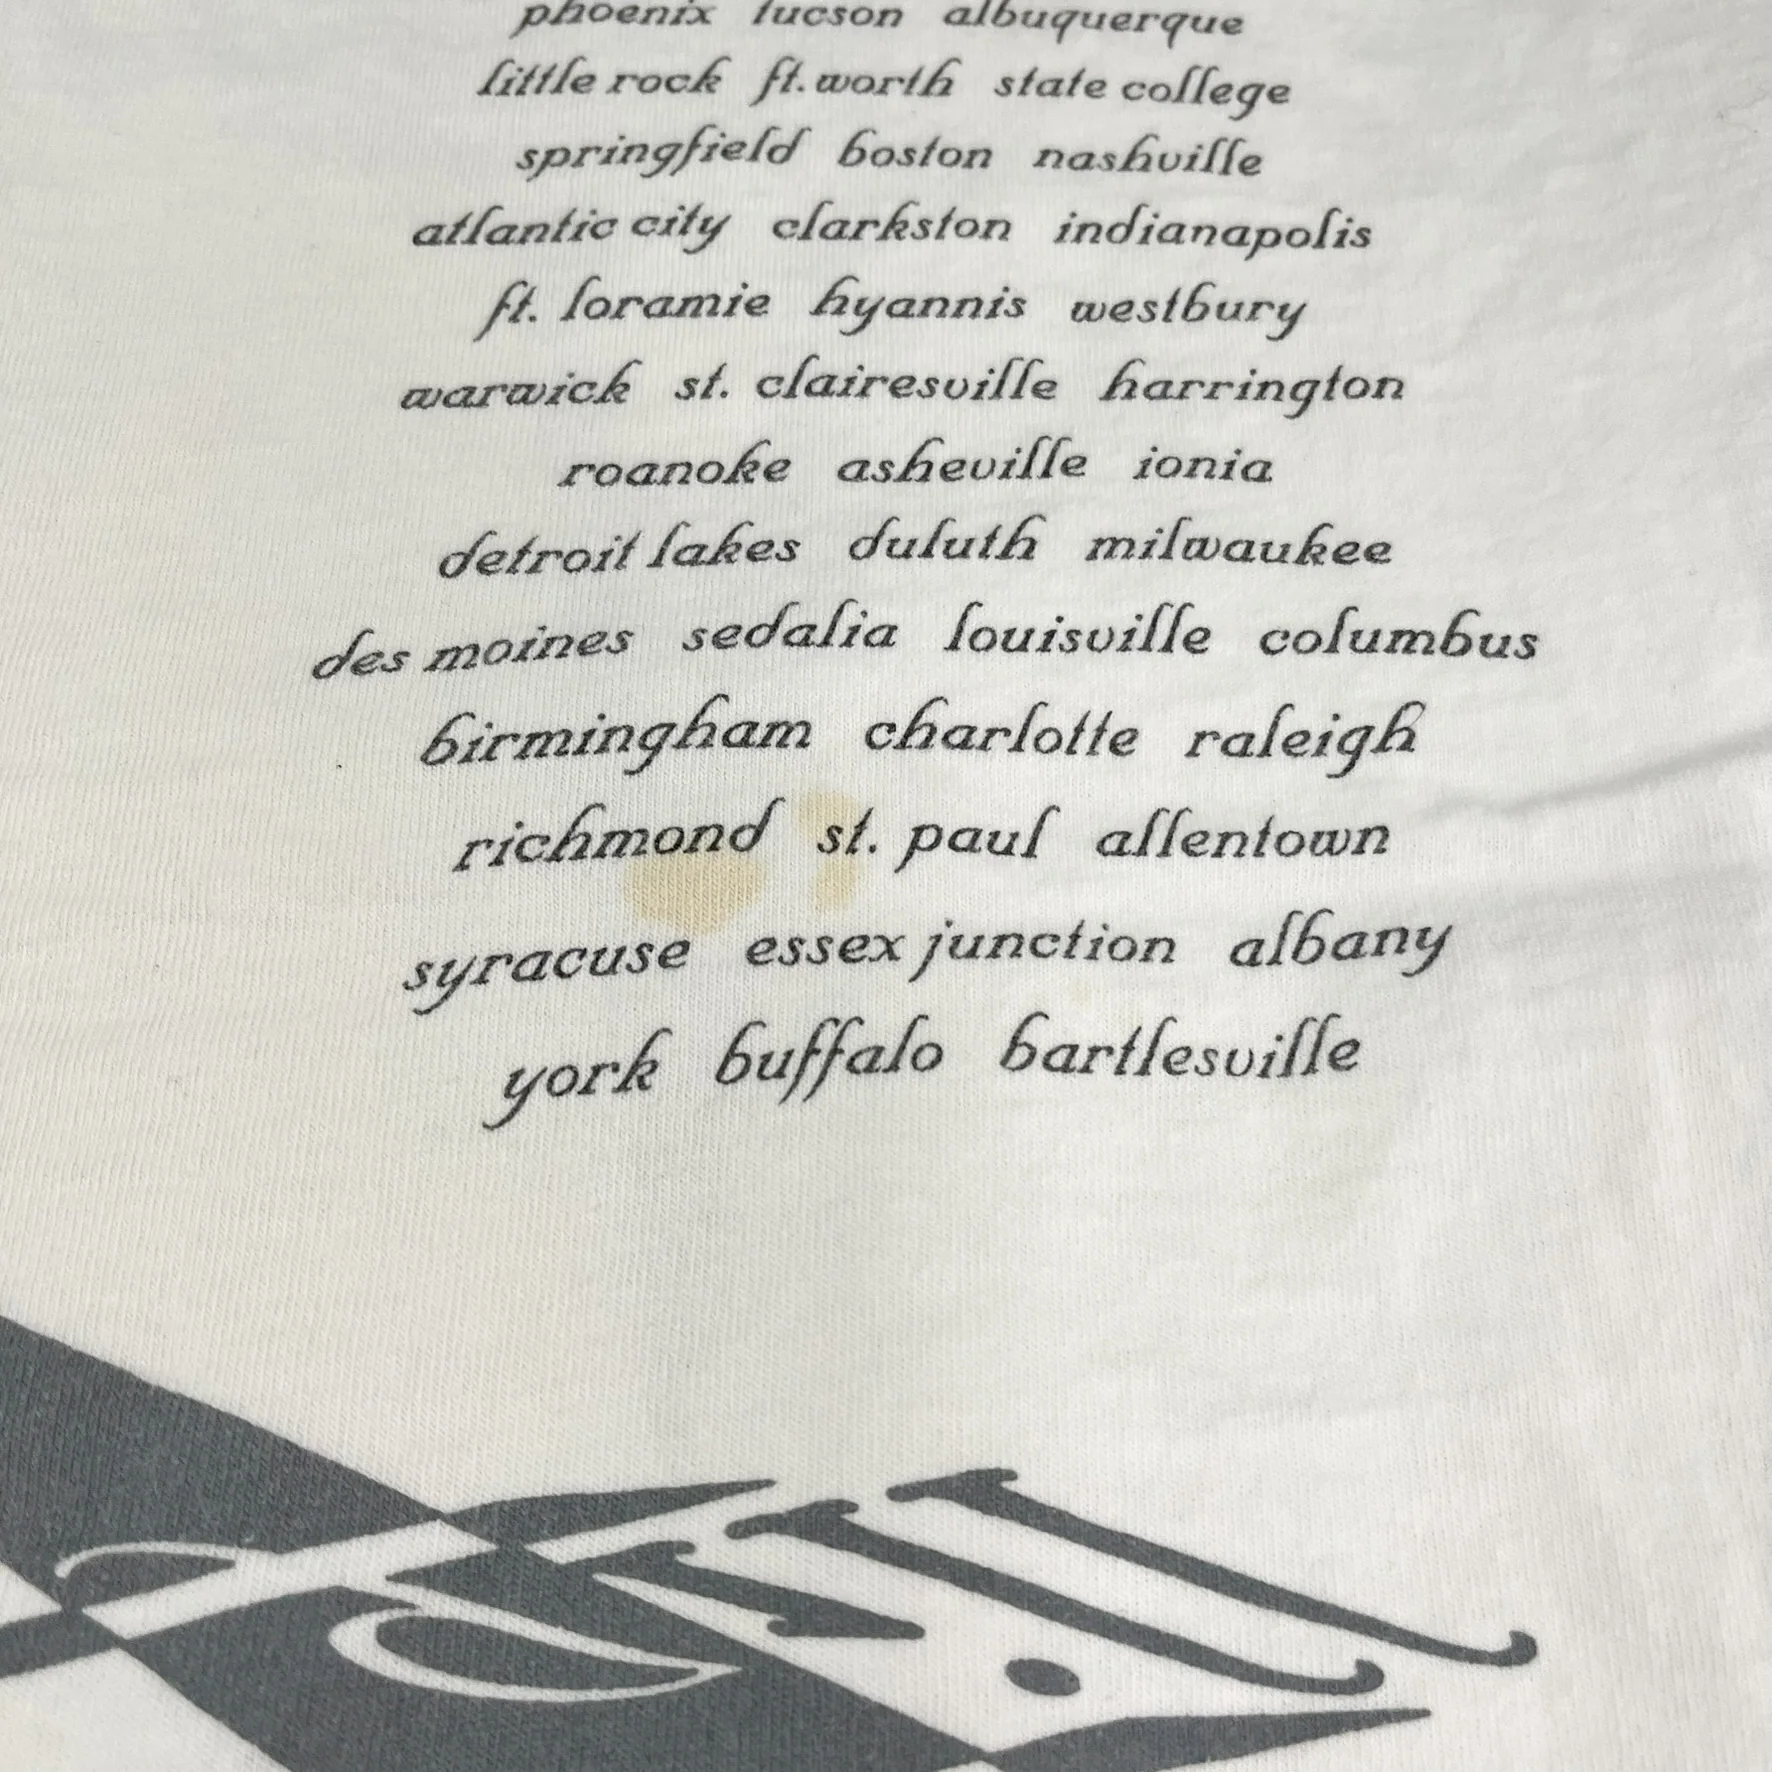 phoenix tucson albuquerque
little rock ft. worth state college
springfield boston nashville
atlantic city clarkston indianapolis
ft. loramie hyannis westbury
warwick st. clairesville harrington
roanoke asheville ionia
detroit lakes duluth milwaukee
des moines sedalia louisville columbus
birmingham charlotte raleigh
richmond st. paul allentown
syracuse essex junction albany
york buffalo bartlesville